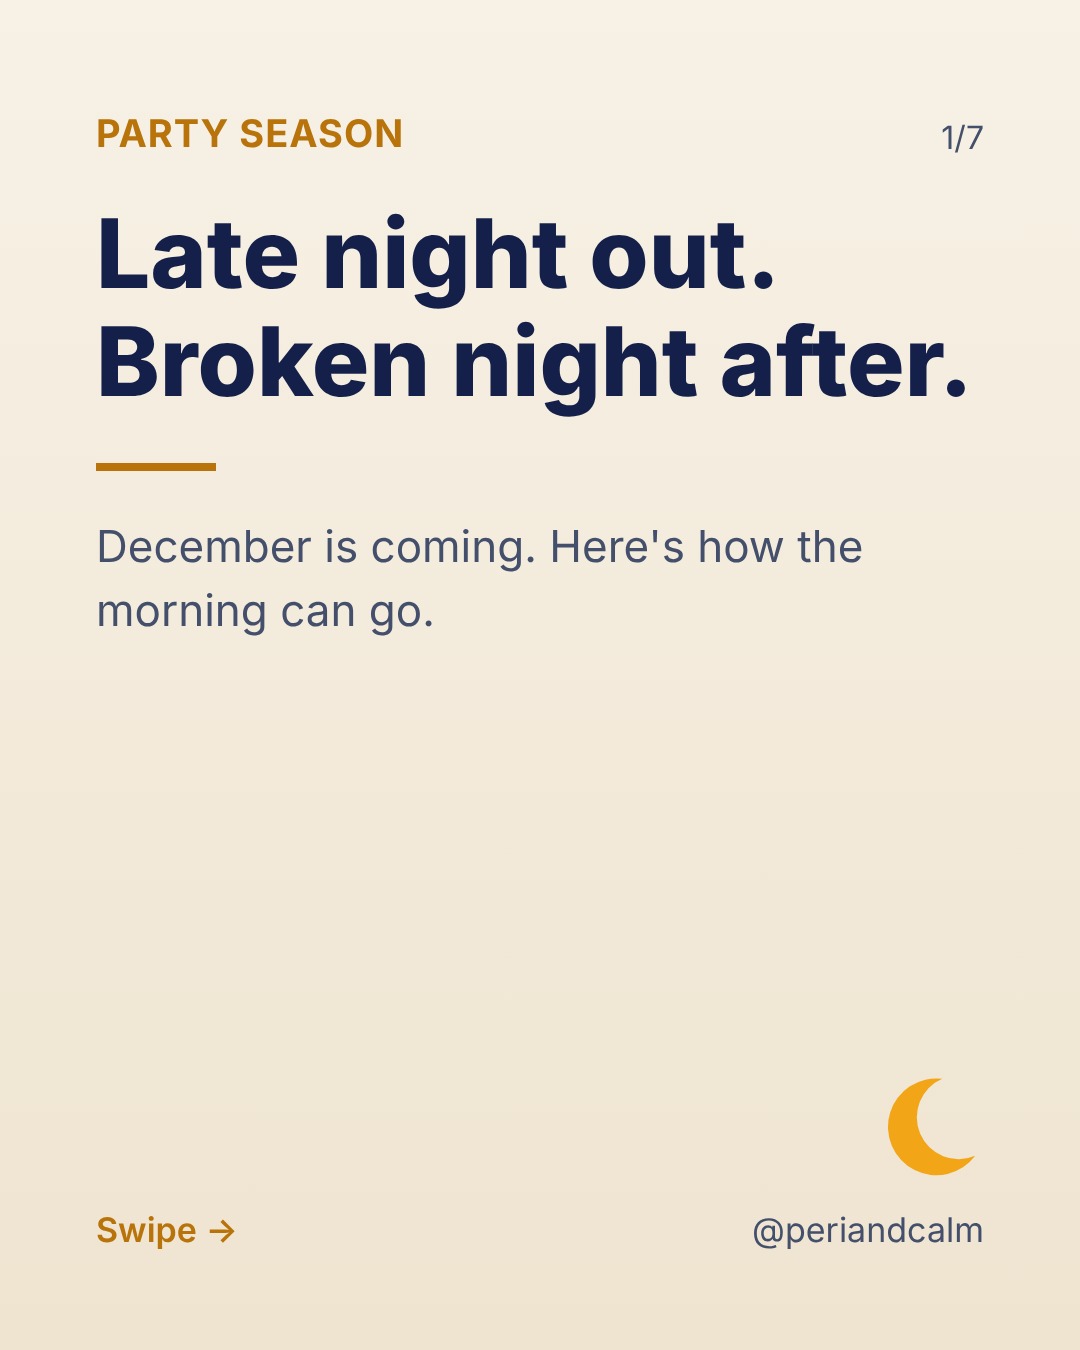 PARTY SEASON
1/7
Late night out.
Broken night after.
December is coming. Here's how the
morning can go.
Swipe →
@periandcalm